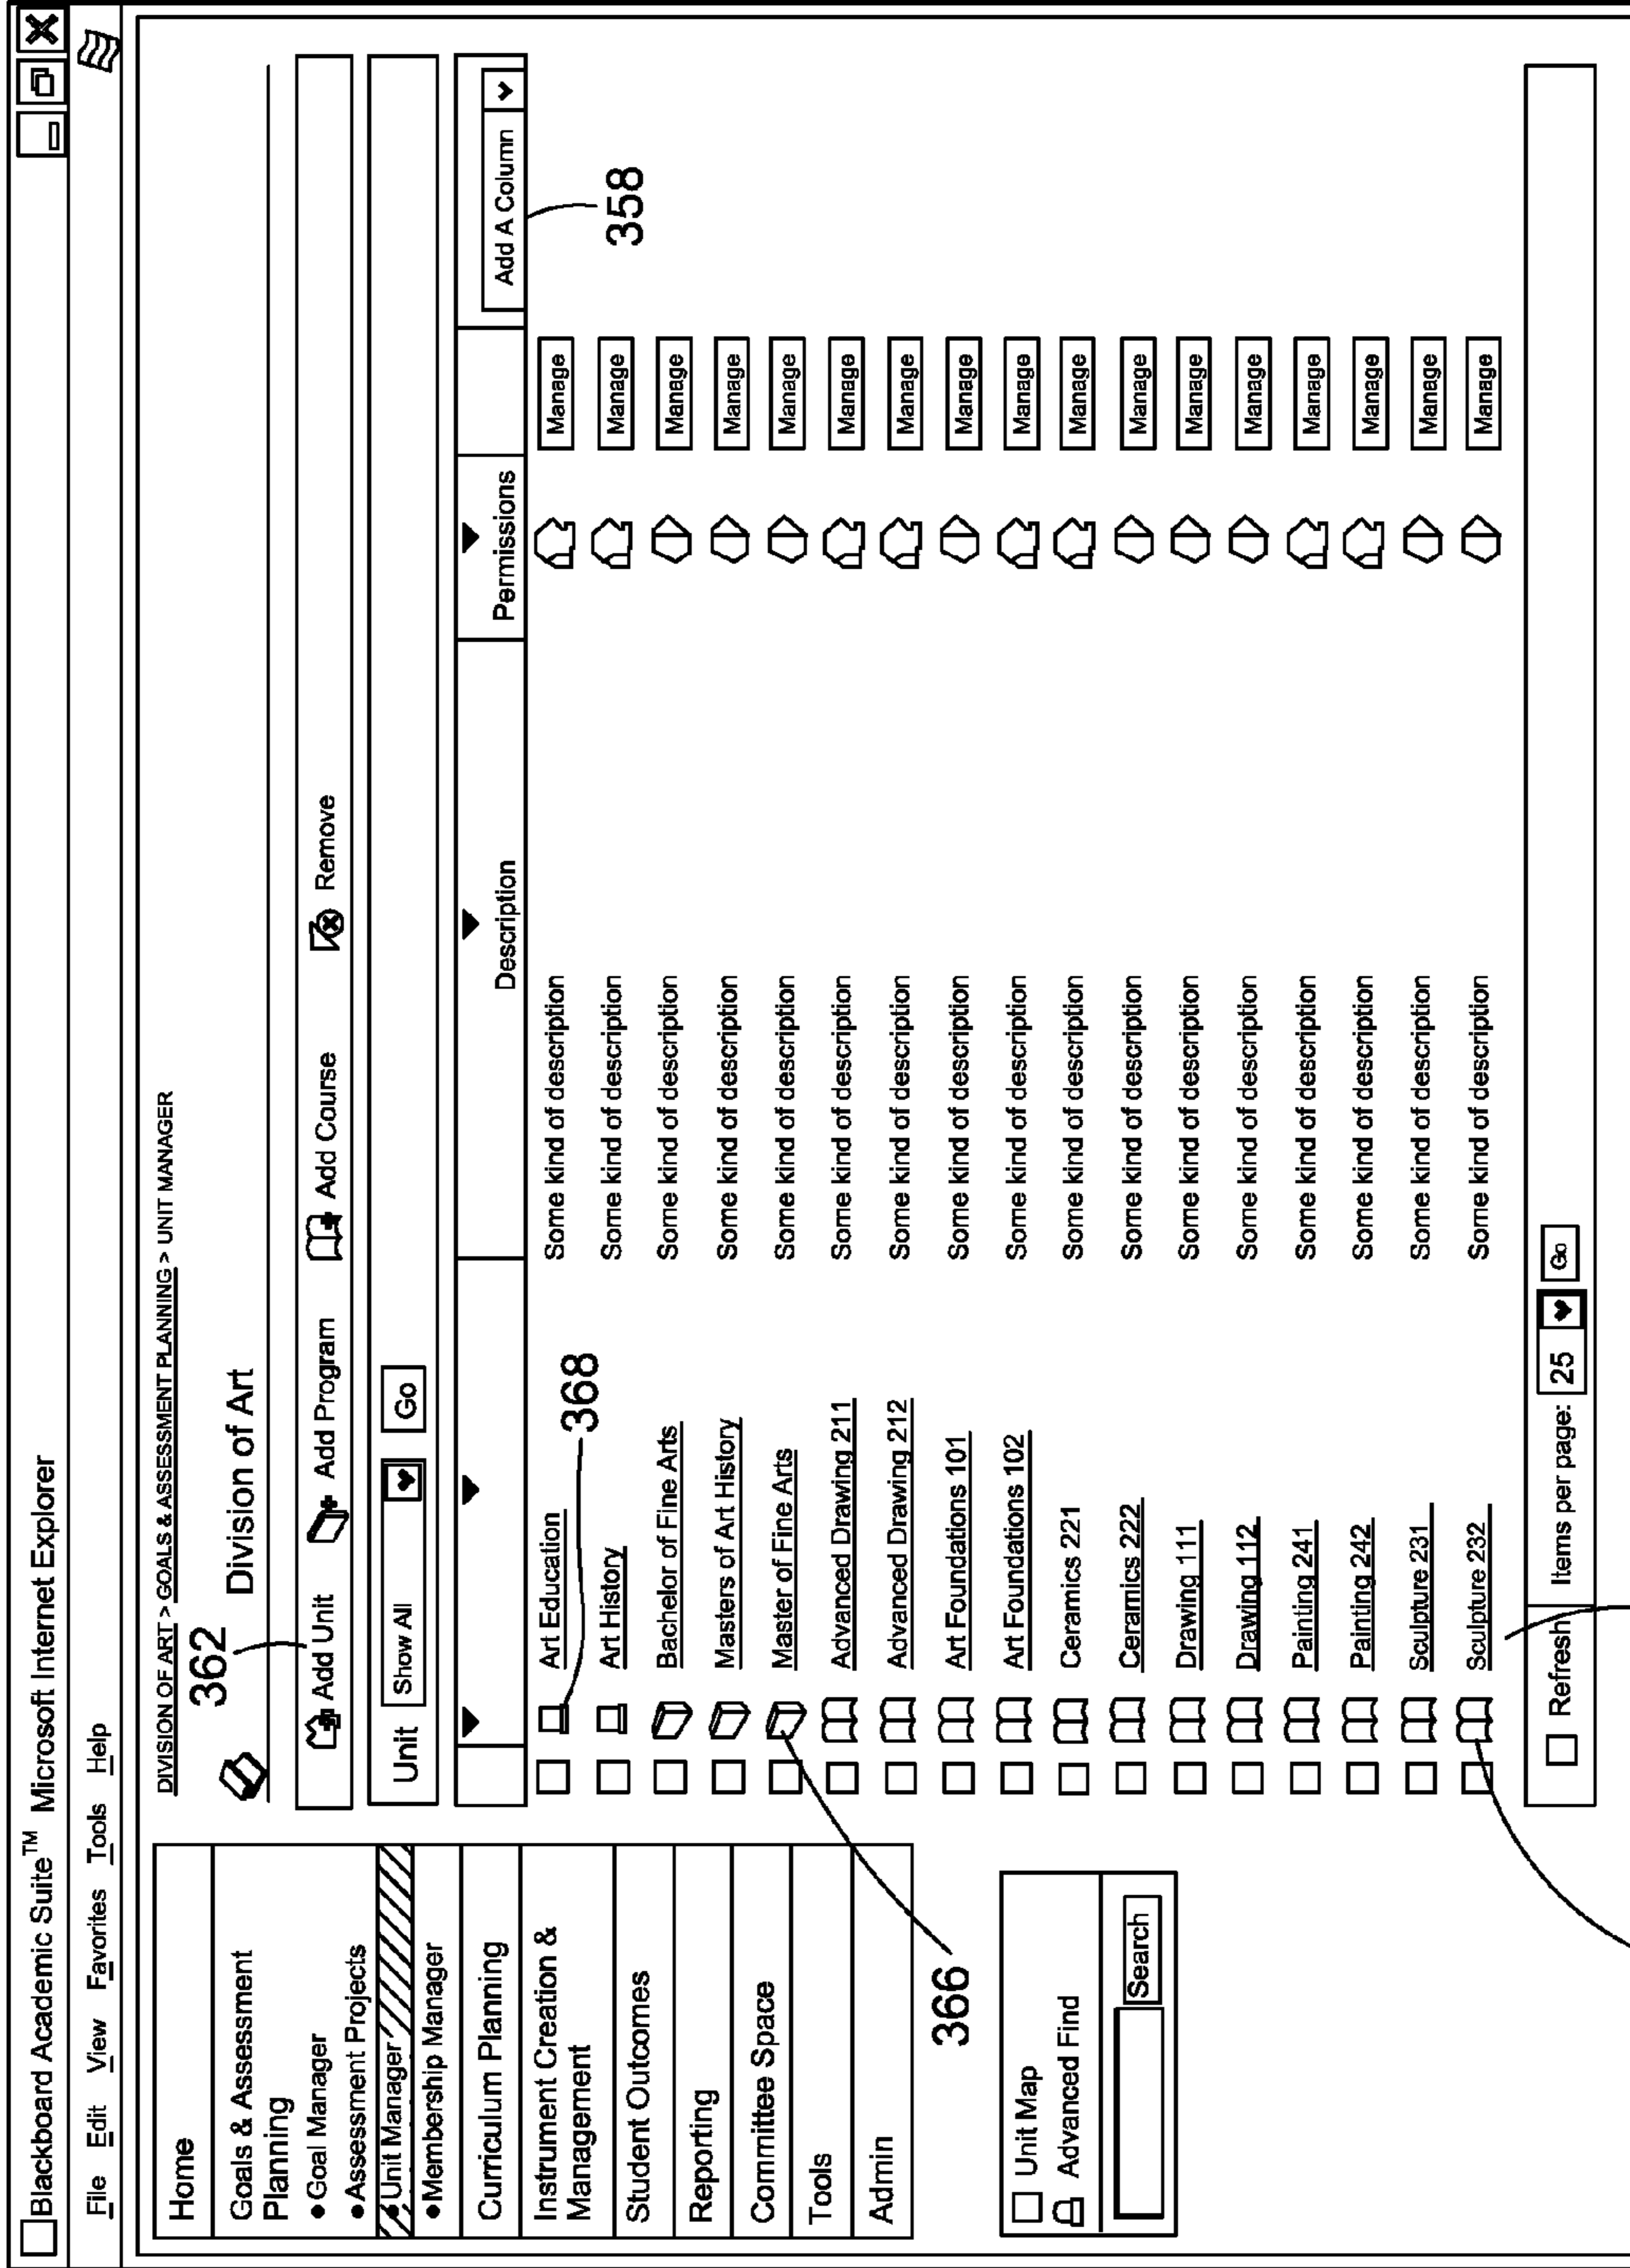 Blackboard Academic Suite™ Microsoft Internet Explorer
File Edit View Favorites Tools Help
Home
Goals & Assessment
Planning
•Goal Manager
•Assessment Projects
•Unit Manager
•Membership Manager
Curriculum Planning
Instrument Creation &
Management
Student Outcomes
Reporting
Committee Space
Tools
Admin
366
Unit Map
Advanced Find
Search
DIVISION OF ART > GOALS & ASSESSMENT PLANNING > UNIT MANAGER
362
Division of Art
Add Unit Add Program Add Course Remove
Unit Show All Go
Description Permissions Add A Column
358
368
Art Education Some kind of description Manage
Art History Some kind of description Manage
Bachelor of Fine Arts Some kind of description Manage
Masters of Art History Some kind of description Manage
Master of Fine Arts Some kind of description Manage
Advanced Drawing 211 Some kind of description Manage
Advanced Drawing 212 Some kind of description Manage
Art Foundations 101 Some kind of description Manage
Art Foundations 102 Some kind of description Manage
Ceramics 221 Some kind of description Manage
Ceramics 222 Some kind of description Manage
Drawing 111 Some kind of description Manage
Drawing 112 Some kind of description Manage
Painting 241 Some kind of description Manage
Painting 242 Some kind of description Manage
Sculpture 231 Some kind of description Manage
Sculpture 232 Some kind of description Manage
Refresh Items per page: 25 Go